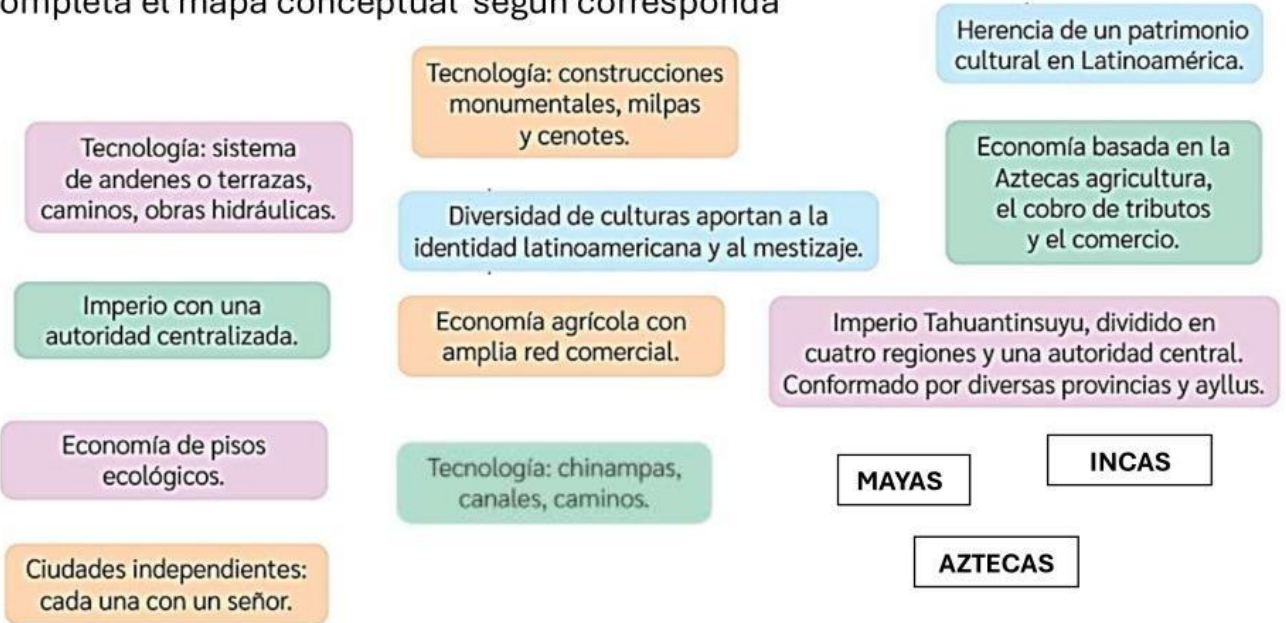 ompleta el mapa conceptual según corresponda
Herencia de un patrimonio
cultural en Latinoamérica.
Tecnología: construcciones
monumentales, milpas
y cenotes.
Tecnología: sistema
de andenes o terrazas,
caminos, obras hidráulicas.
Economía basada en la
Aztecas agricultura,
el cobro de tributos
y el comercio.
Diversidad de culturas aportan a la
identidad latinoamericana y al mestizaje.
Imperio con una
autoridad centralizada.
Economía agrícola con
amplia red comercial.
Imperio Tahuantinsuyu, dividido en
cuatro regiones y una autoridad central.
Conformado por diversas provincias y ayllus.
Economía de pisos
ecológicos.
Tecnología: chinampas,
canales, caminos.
MAYAS
INCAS
AZTECAS
Ciudades independientes:
cada una con un señor.